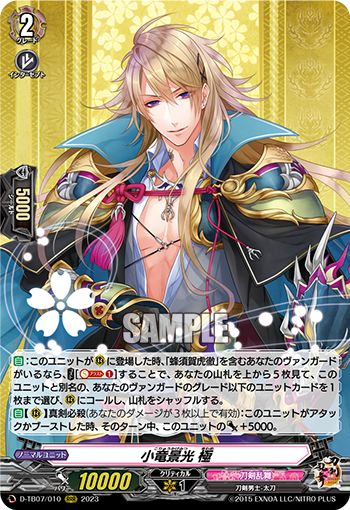 2
グレード
インターセプト
5000
シールド
SAMPLE
【自】:このユニットが(R)に登場した時、「蜂須賀虎徹」を含むあなたのヴァンガード
がいるなら、【コスト】【(CB)(1)】することで、あなたの山札を上から5枚見て、この
ユニットと別名の、あなたのヴァンガードのグレード以下のユニットカードを1
枚まで選び、(R)にコールし、山札をシャッフルする。
【自】【(R)】真剣必殺(あなたのダメージが3枚以上で有効):このユニットがアタッ
クかブーストした時、そのターン中、このユニットの+5000。
ノーマルユニット
小竜景光 極
刀剣乱舞
パワー
10000
クリティカル
1
刀剣男士・太刀
D-TB07/010 RRR 2023
©2015 EXNOA LLC/NITRO PLUS